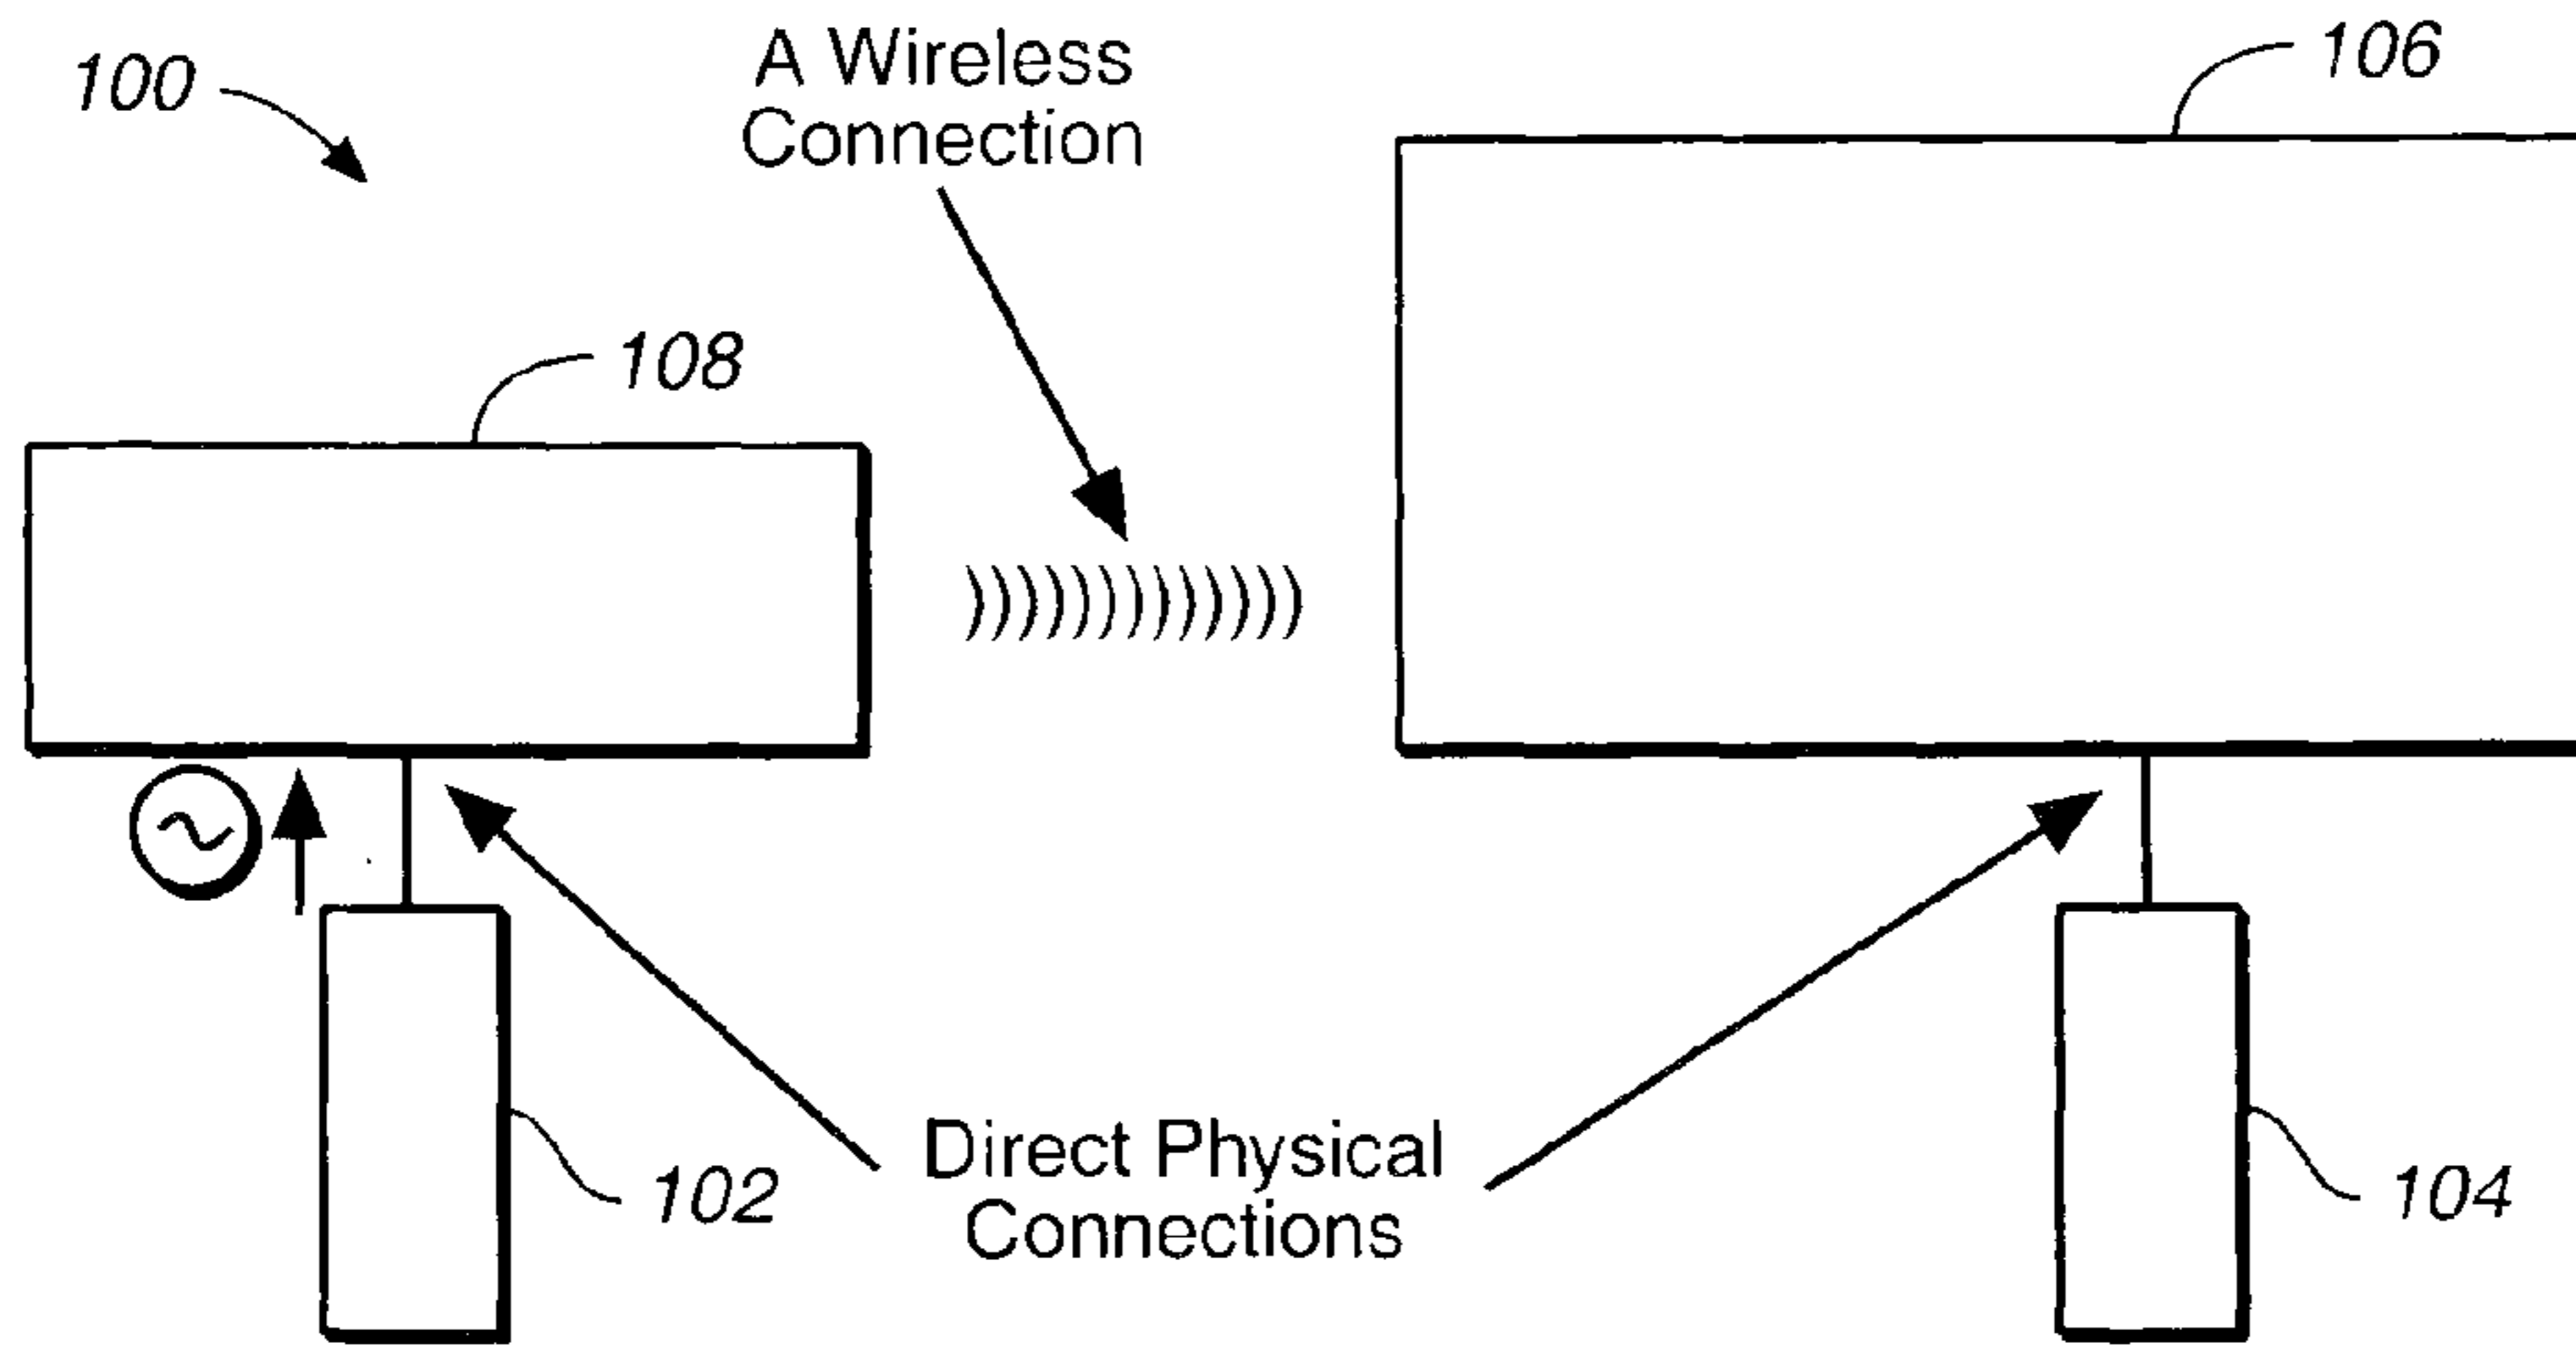 100
A Wireless
Connection
106
108
102
Direct Physical
Connections
104